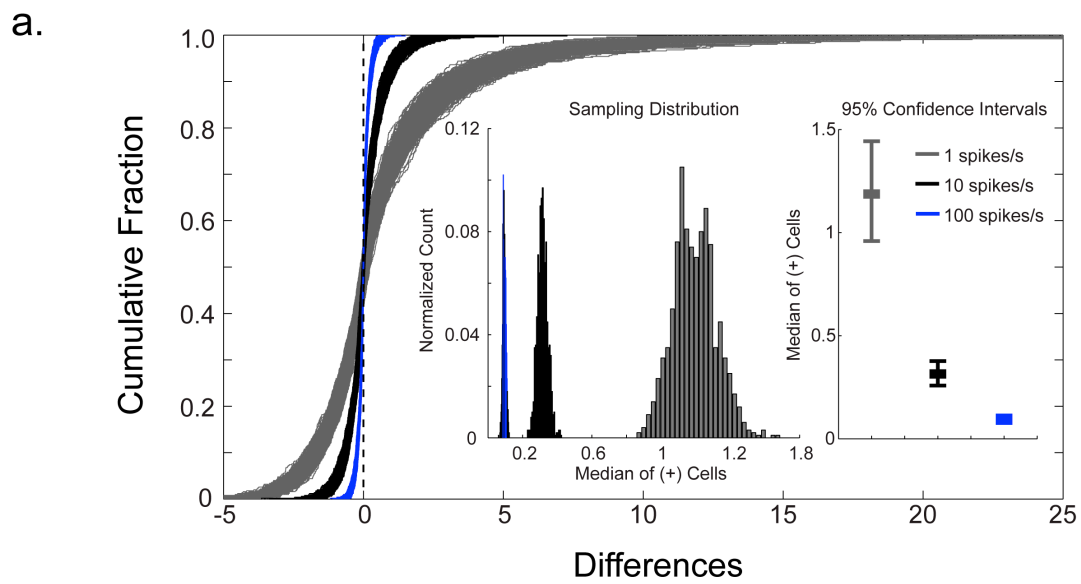 a.
1.0
0.8
0.6
0.4
0.2
0
Cumulative Fraction
-5
0
5
10
15
20
25
Differences
Sampling Distribution
0.12
0.08
0.04
0
Normalized Count
0.2
0.6
1
1.2
1.8
Median of (+) Cells
95% Confidence Intervals
1.5
1
0.5
0
Median of (+) Cells
1 spikes/s
10 spikes/s
100 spikes/s